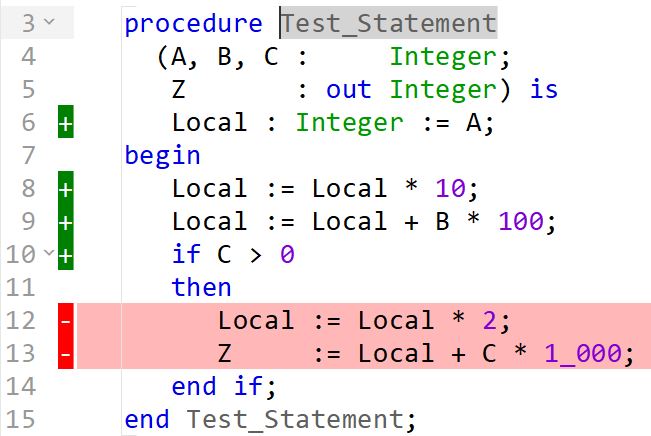 3 procedure Test_Statement
4 (A, B, C :     Integer;
5 Z       : out Integer) is
6 + Local : Integer := A;
7 begin
8 + Local := Local * 10;
9 + Local := Local + B * 100;
10 + if C > 0
11 then
12 - Local := Local * 2;
13 - Z     := Local + C * 1_000;
14 end if;
15 end Test_Statement;